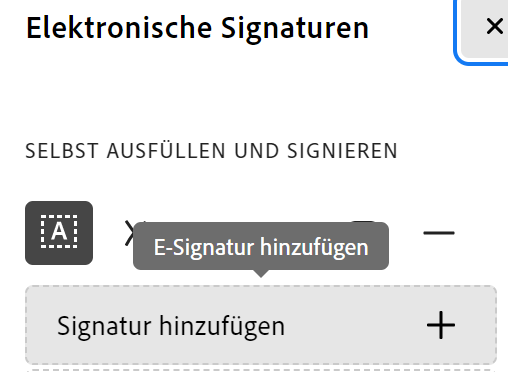 Elektronische Signaturen
SELBST AUSFÜLLEN UND SIGNIEREN
A
E-Signatur hinzufügen
Signatur hinzufügen